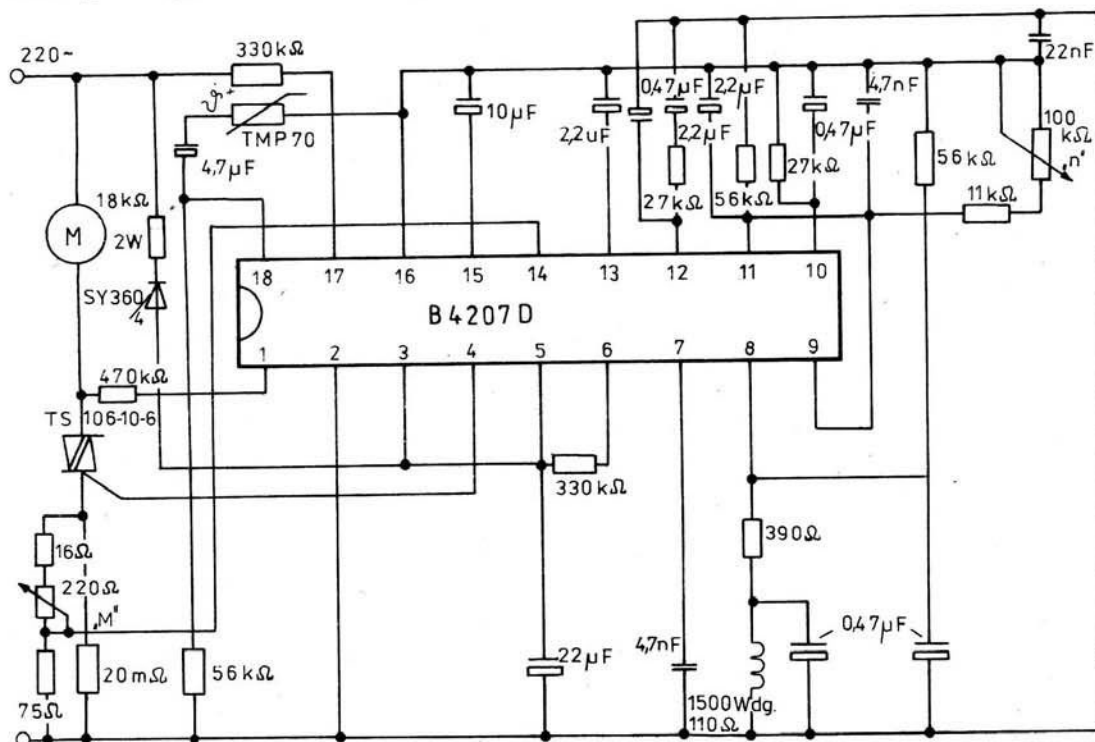 220~
330kΩ
ϑ+
TMP70
4,7µF
18kΩ
2W
M
SY360
4
470kΩ
TS 106-10-6
10µF
2,2uF
0,47µF
2,2µF
2,2µF
27kΩ
56kΩ
27kΩ
0,47µF
4,7nF
56kΩ
22nF
100
kΩ
„n"
11kΩ
18 17 16 15 14 13 12 11 10
B4207D
1 2 3 4 5 6 7 8 9
330kΩ
390Ω
16Ω
220Ω
„M"
75Ω
20mΩ
56kΩ
22µF
4,7nF
1500Wdg.
110Ω
0,47µF